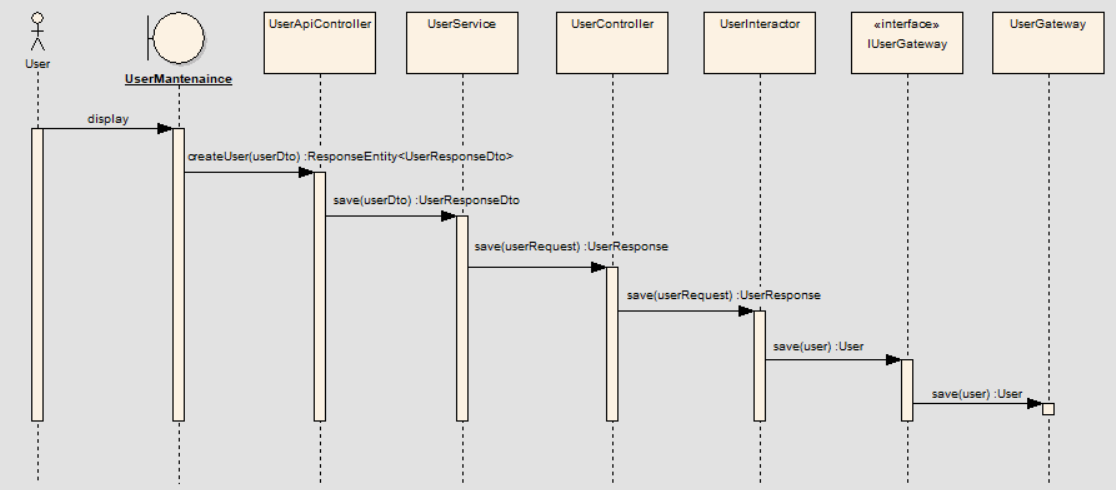 User
UserMantenaince
UserApiController
UserService
UserController
UserInteractor
«interface»
IUserGateway
UserGateway
display
createUser(userDto) :ResponseEntity<UserResponseDto>
save(userDto) :UserResponseDto
save(userRequest) :UserResponse
save(userRequest) :UserResponse
save(user) :User
save(user) :User